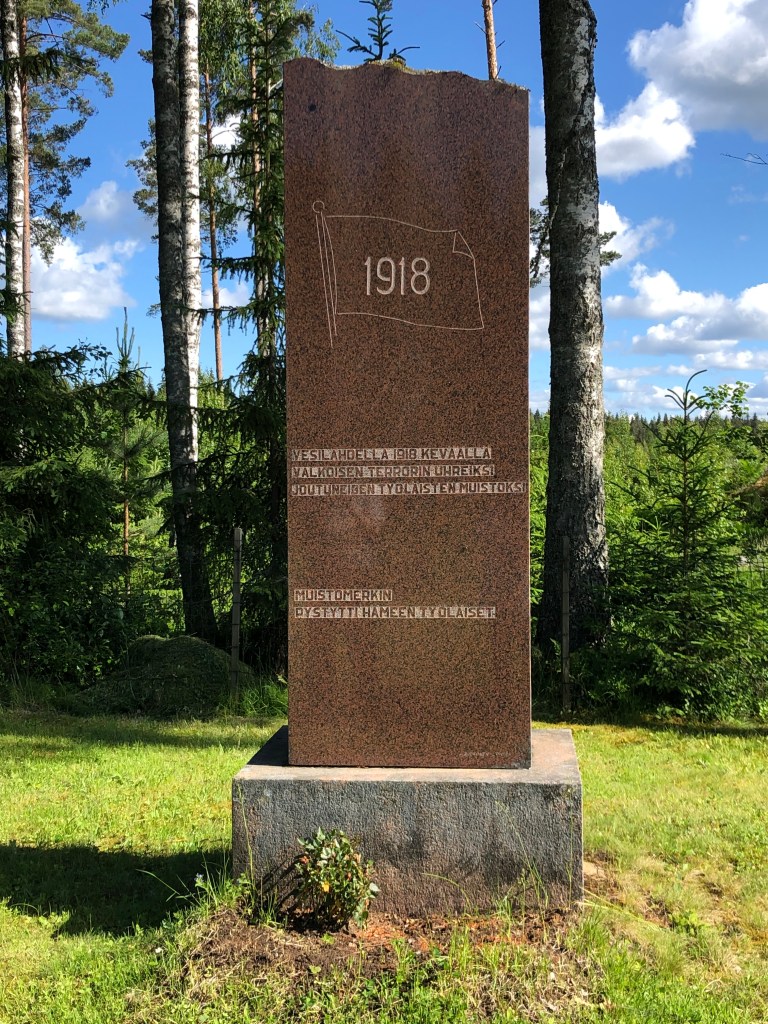 1918
VESILAHDELLA 1918 KEVÄÄLLÄ
VALKOISEN TERRORIN UHREIKSI
JOUTUNEIDEN TYÖLÄISTEN MUISTOKSI
MUISTOMERKIN
PYSTYTTI HÄMEEN TYÖLÄISET.